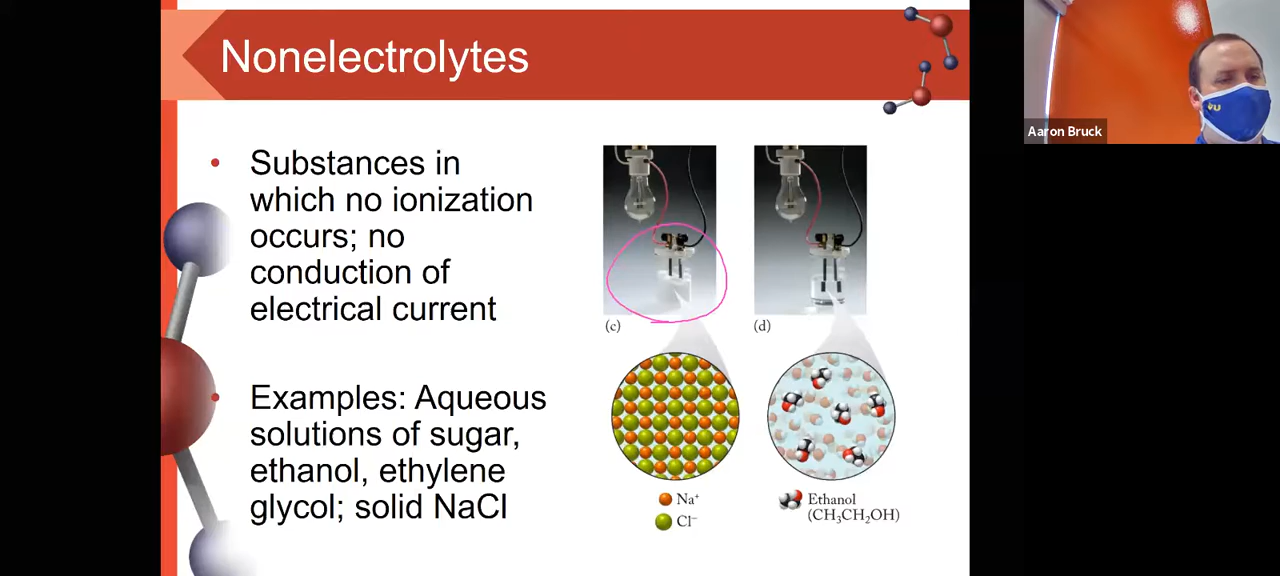 Nonelectrolytes
Aaron Bruck
• Substances in
which no ionization
occurs; no
conduction of
electrical current
• Examples: Aqueous
solutions of sugar,
ethanol, ethylene
glycol; solid NaCl
(c)
(d)
Na⁺
Cl⁻
Ethanol
(CH₃CH₂OH)